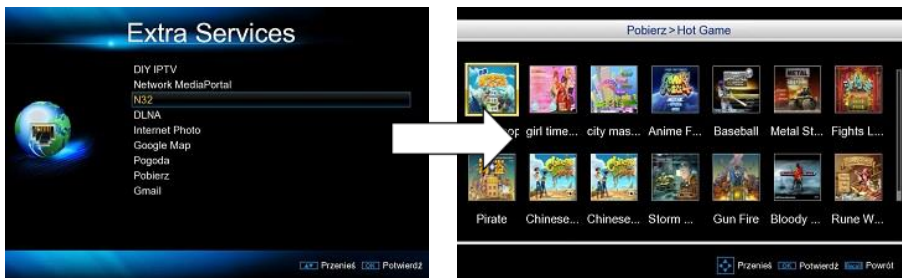 Extra Services
DIY IPTV
Network MediaPortal
N32
DLNA
Internet Photo
Google Map
Pogoda
Pobierz
Gmail
Przenieś OK Potwierdź
Pobierz>Hot Game
girl time... city mas... Anime F... Baseball Metal St... Fights L...
Pirate Chinese... Chinese... Storm ... Gun Fire Bloody ... Rune W...
Przenieś OK Potwierdź Powrót